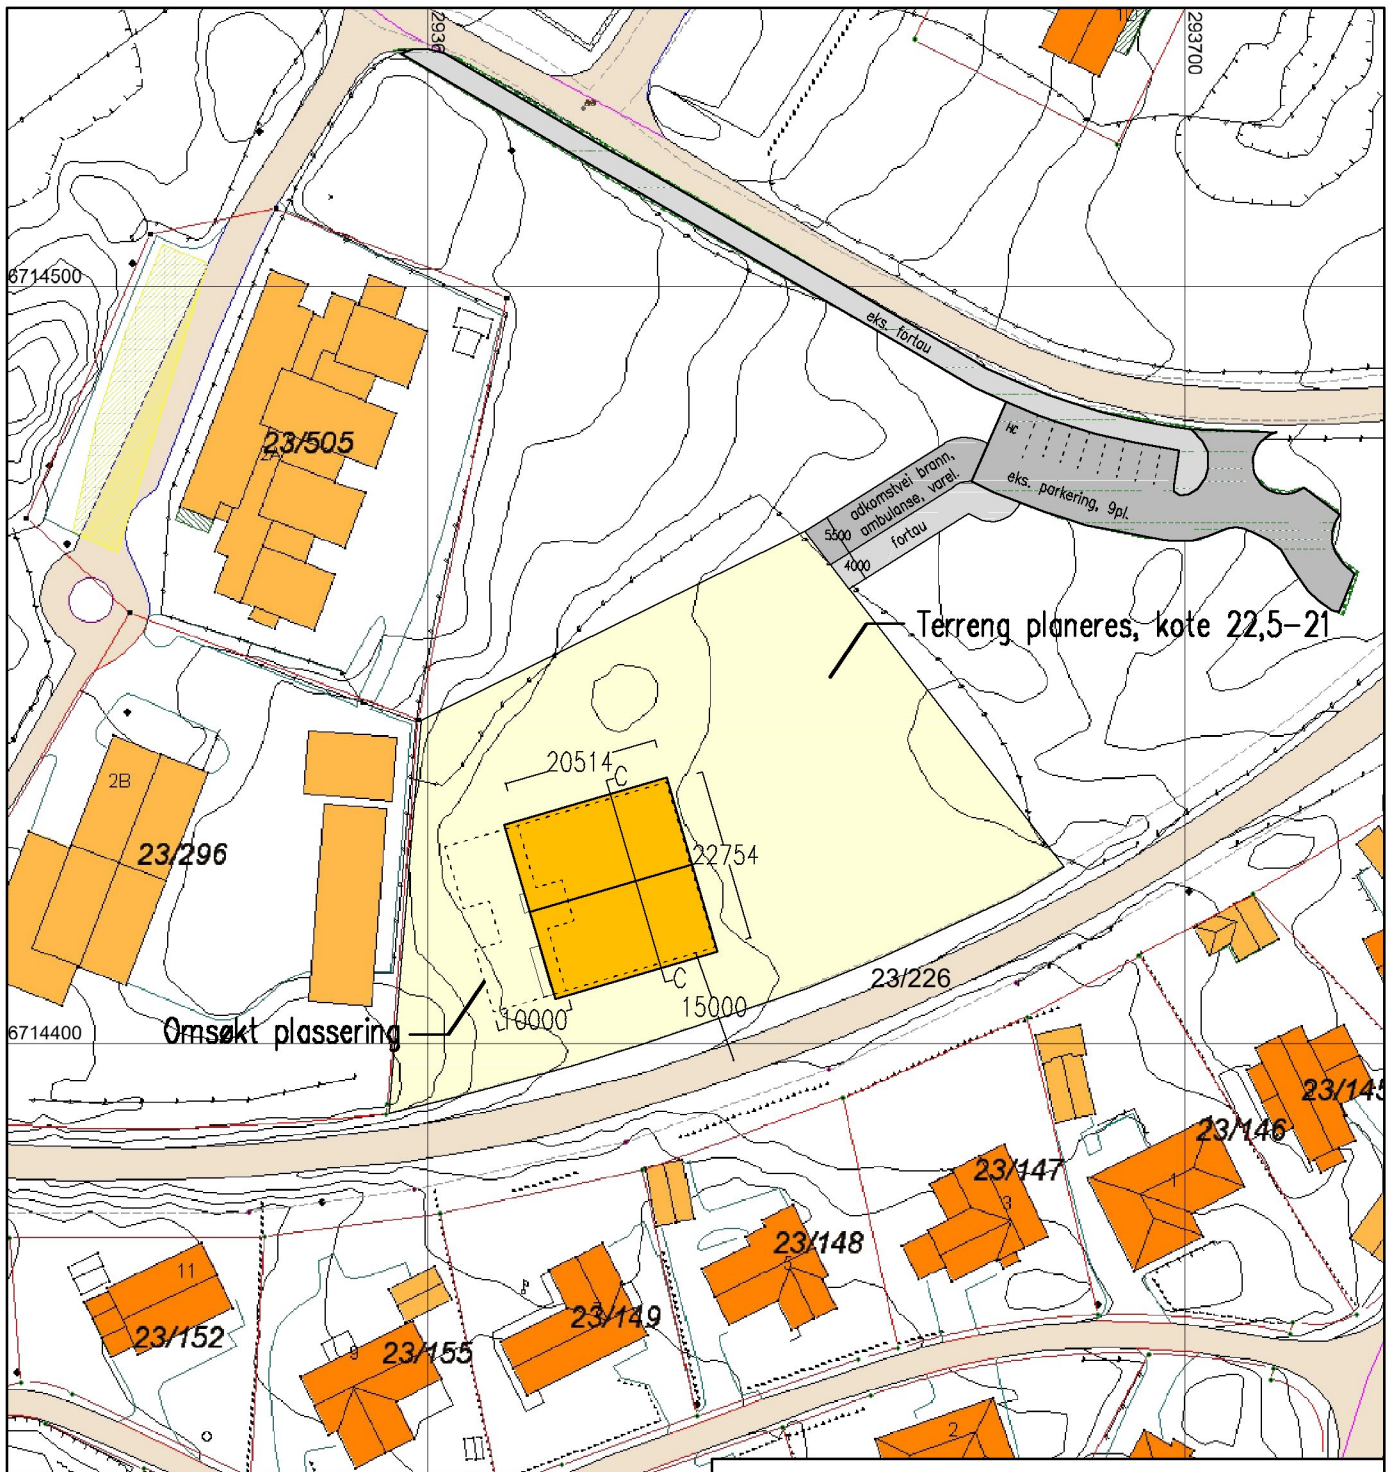 2936
293700
6714500
eks. fortau
HC
eks. parkering, 9pl.
adkomstvei brann,
ambulanse, varel.
5500
fortau
4000
23/505
2A
Terreng planeres, kote 22,5-21
20514
C
2B
23/296
22754
23/226
C
15000
10000
Omsøkt plassering
6714400
23/145
23/146
1
23/147
3
23/148
5
23/149
11
23/152
9
23/155
2